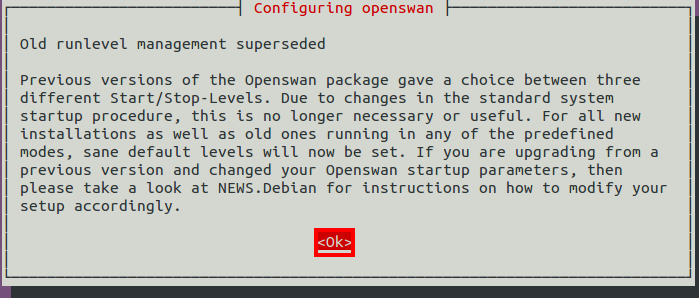 Configuring openswan
Old runlevel management superseded
Previous versions of the Openswan package gave a choice between three
different Start/Stop-Levels. Due to changes in the standard system
startup procedure, this is no longer necessary or useful. For all new
installations as well as old ones running in any of the predefined
modes, sane default levels will now be set. If you are upgrading from a
previous version and changed your Openswan startup parameters, then
please take a look at NEWS.Debian for instructions on how to modify your
setup accordingly.
<Ok>